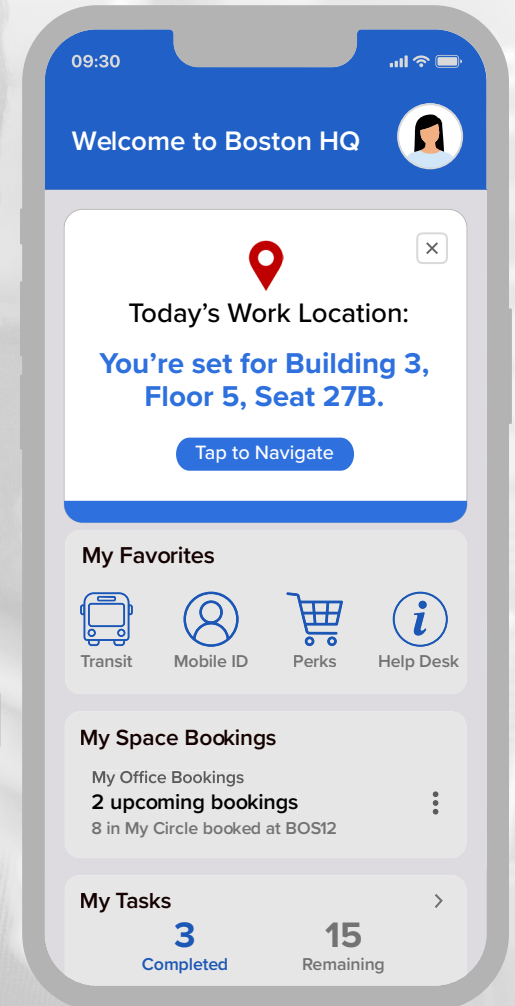 09:30
Welcome to Boston HQ
Today’s Work Location:
You’re set for Building 3,
Floor 5, Seat 27B.
Tap to Navigate
My Favorites
Transit
Mobile ID
Perks
Help Desk
My Space Bookings
My Office Bookings
2 upcoming bookings
8 in My Circle booked at BOS12
My Tasks
3
Completed
15
Remaining